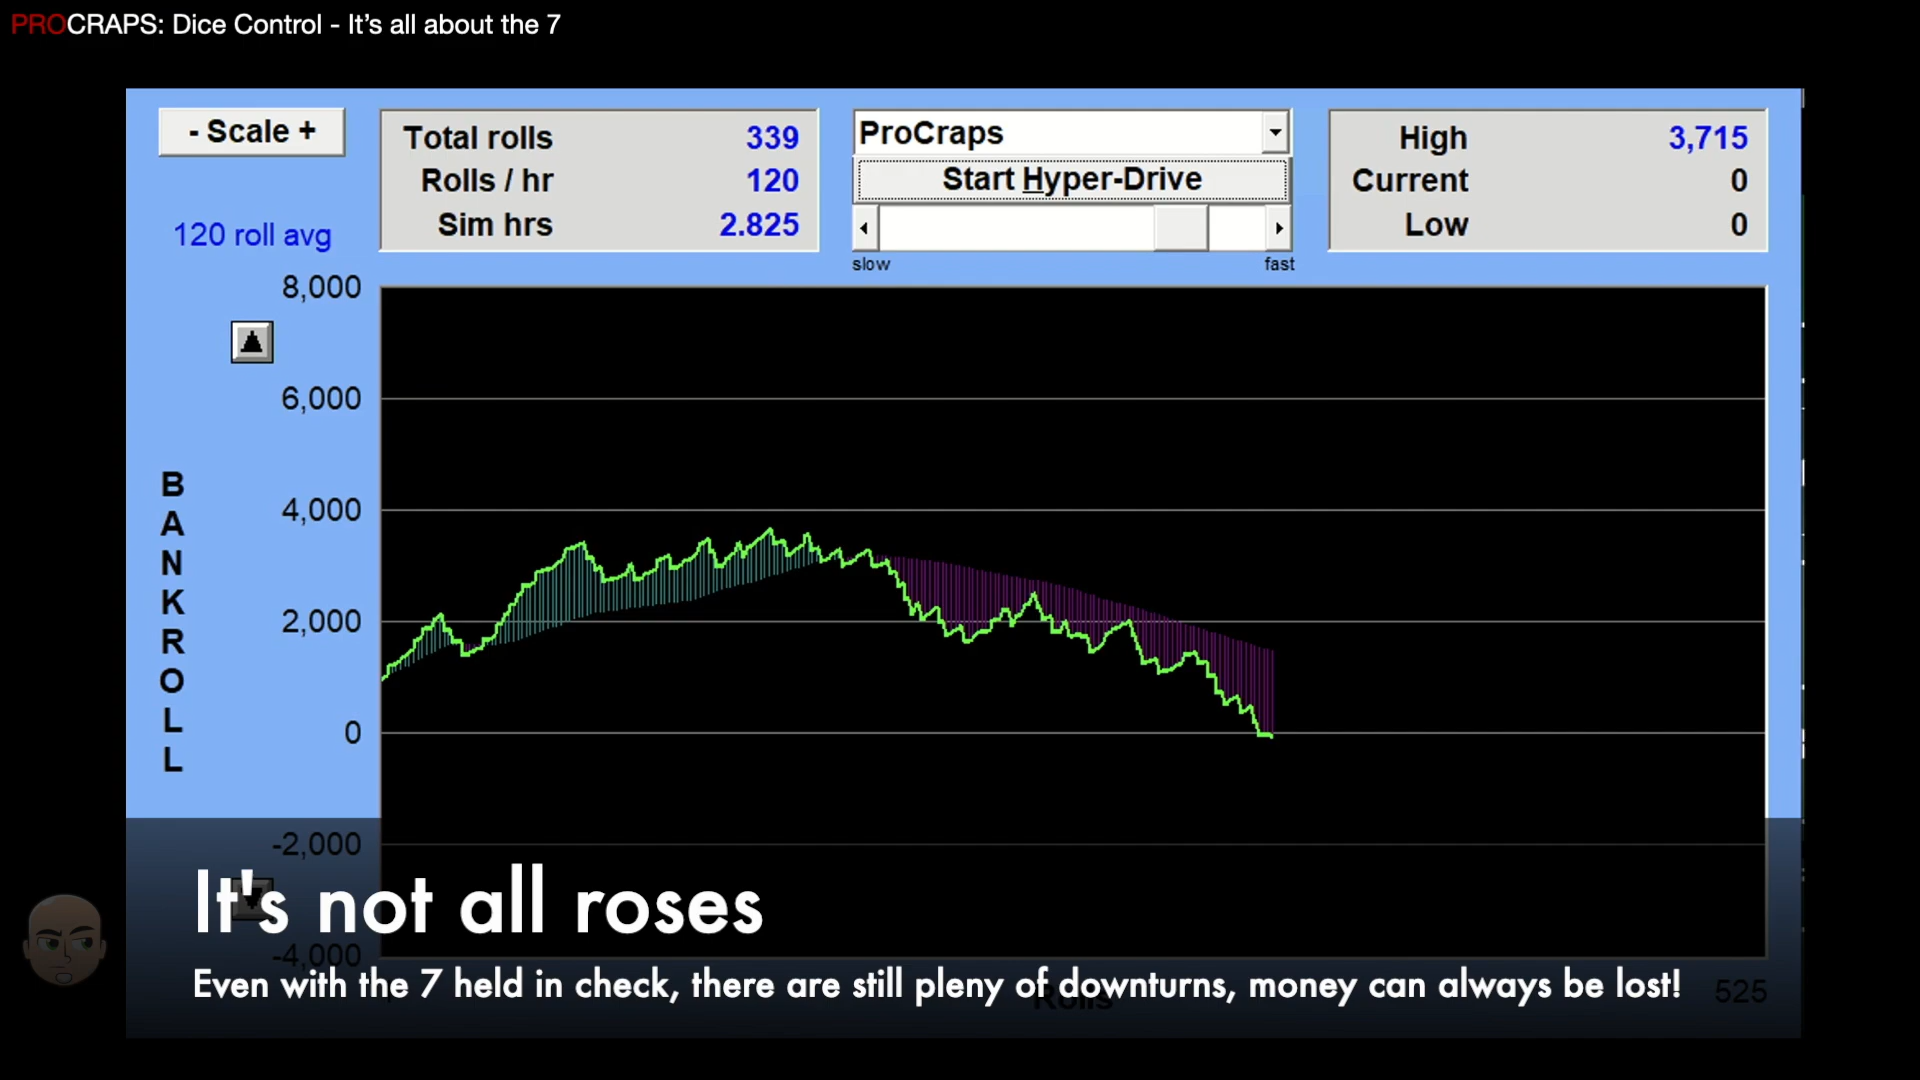 PROCRAPS: Dice Control - It's all about the 7
- Scale +
Total rolls 339
Rolls / hr 120
Sim hrs 2.825
ProCraps
Start Hyper-Drive
slow fast
High 3,715
Current 0
Low 0
120 roll avg
8,000
6,000
4,000
2,000
0
-2,000
-4,000
BANKROLL
Rolls
525
It's not all roses
Even with the 7 held in check, there are still pleny of downturns, money can always be lost!